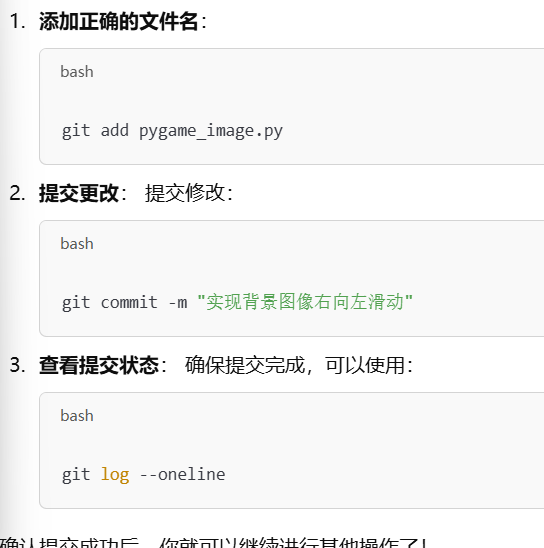 1. 添加正确的文件名：
bash
git add pygame_image.py
2. 提交更改： 提交修改：
bash
git commit -m "实现背景图像右向左滑动"
3. 查看提交状态： 确保提交完成，可以使用：
bash
git log --oneline
确认提交成功后，你就可以继续进行其他操作了！